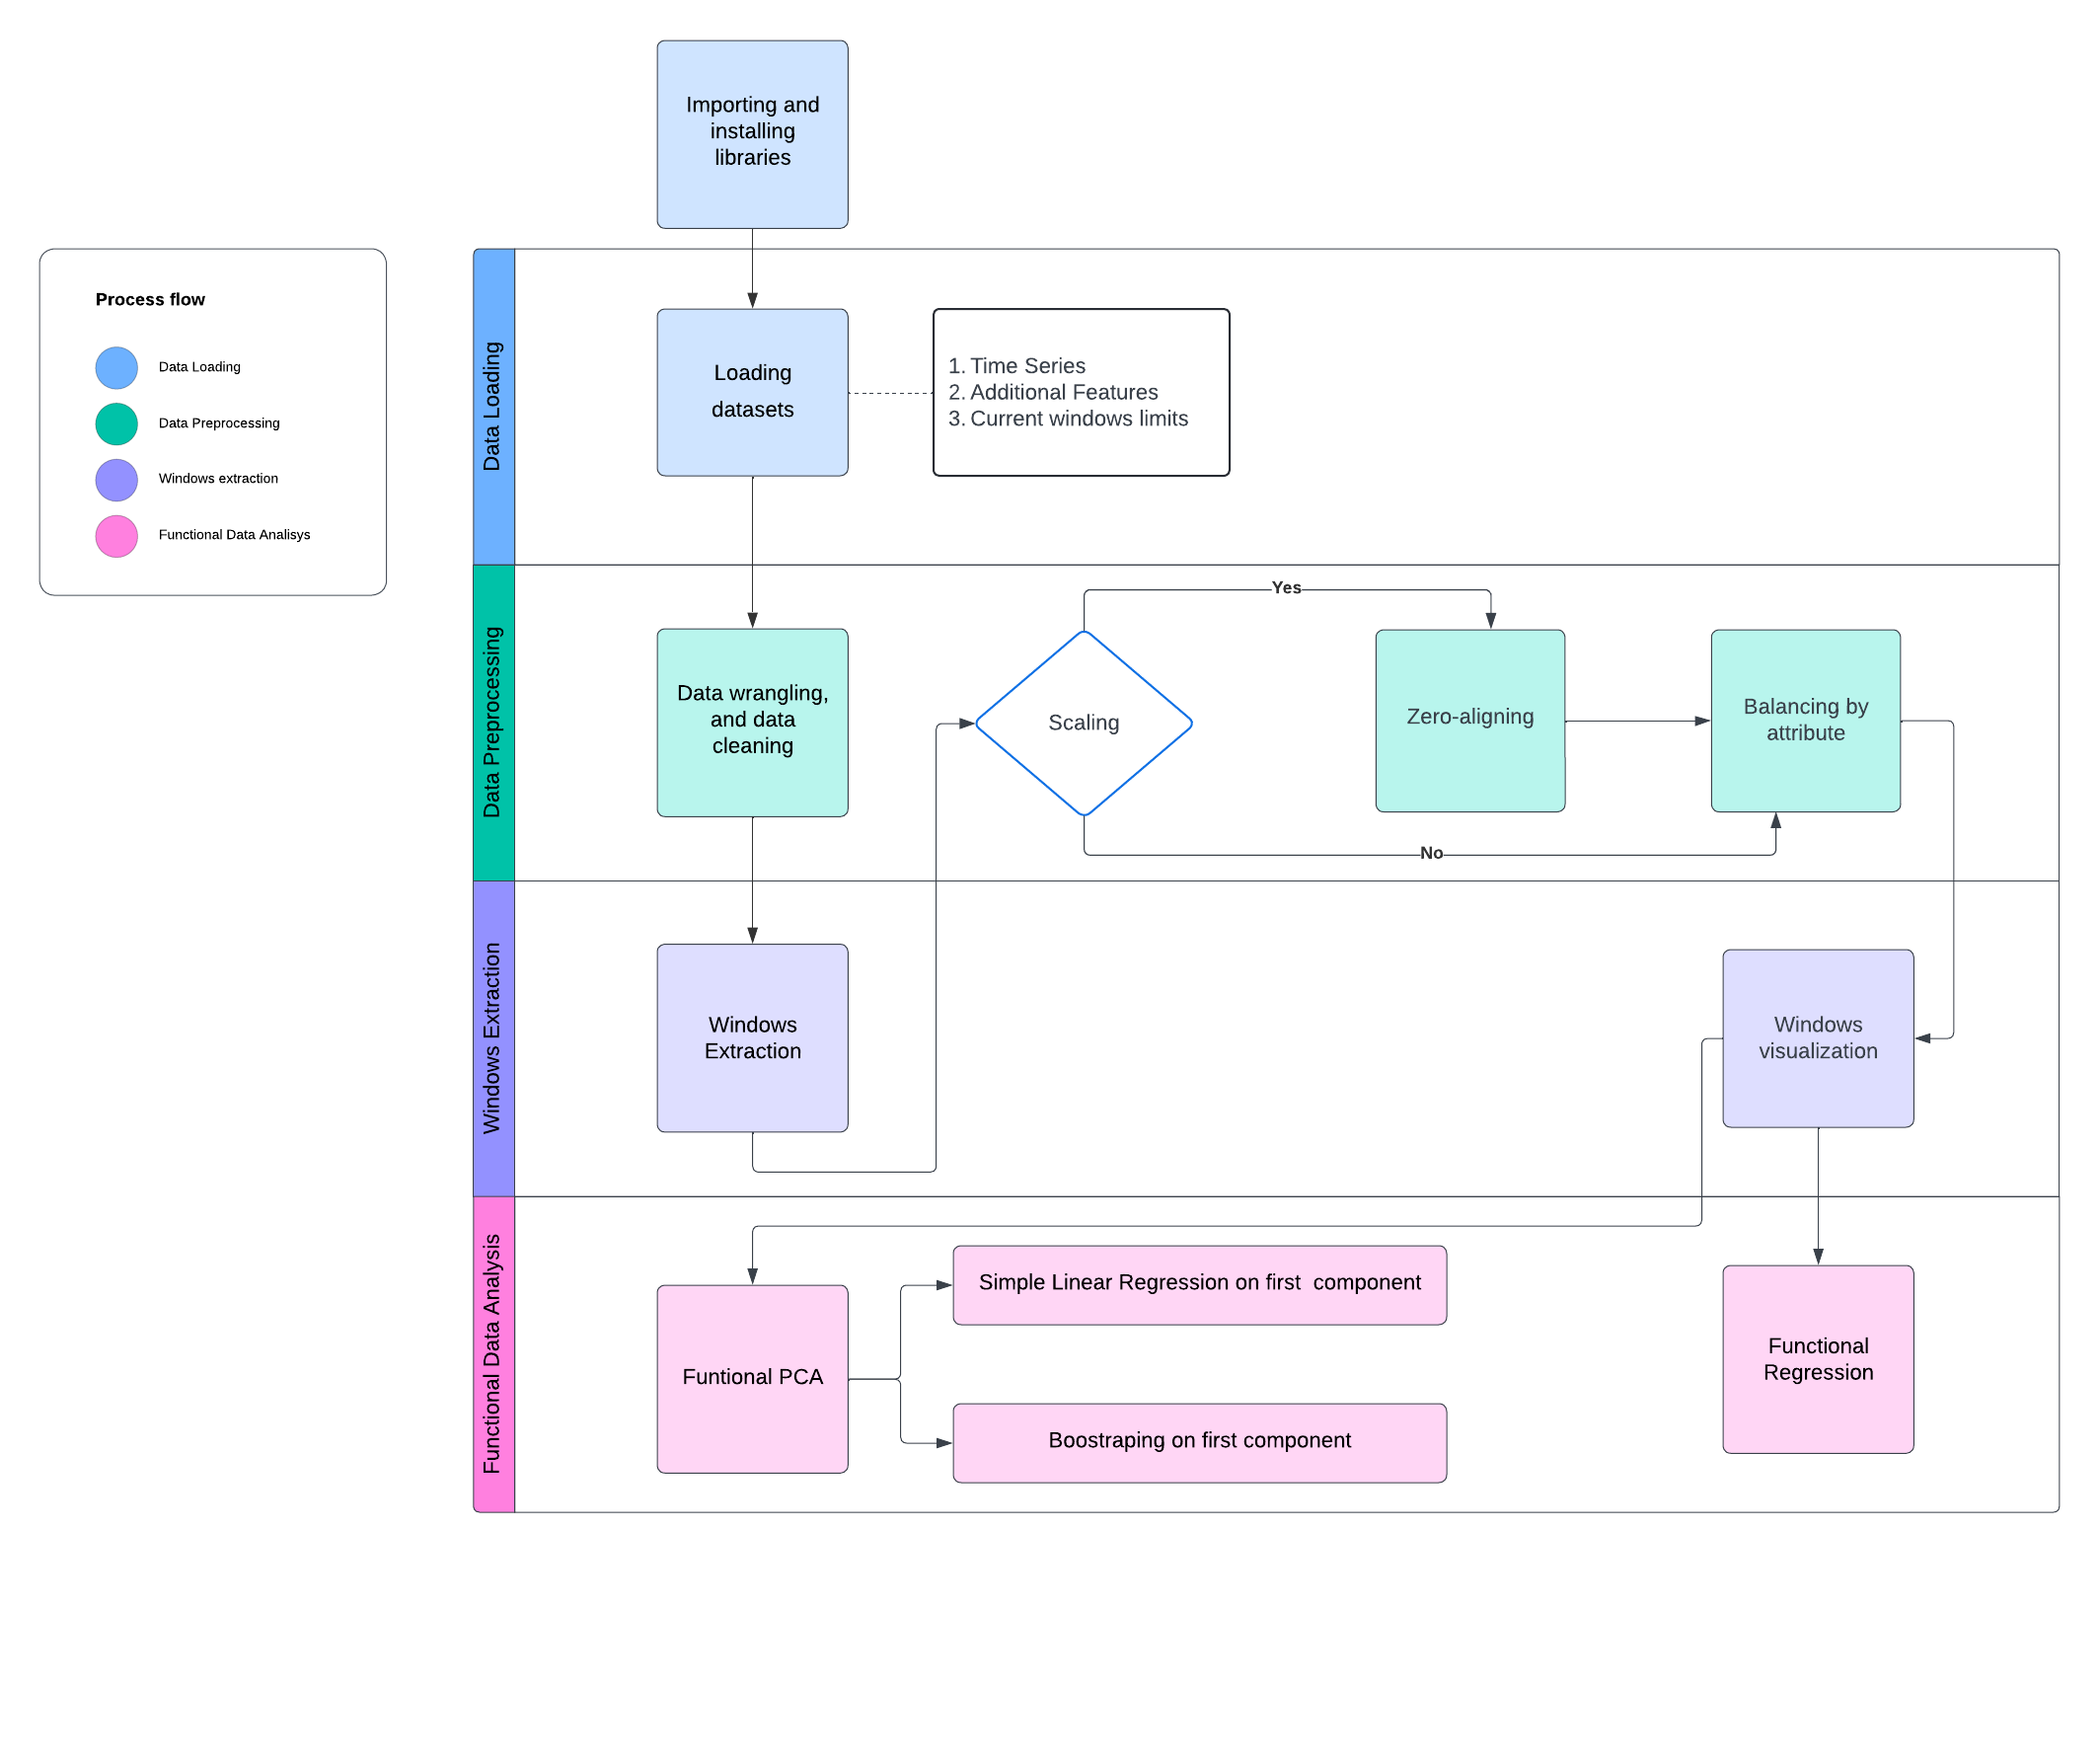 Importing and
installing
libraries
Process flow
Data Loading
Data Preprocessing
Windows extraction
Functional Data Analisys
Data Loading
Loading
datasets
1. Time Series
2. Additional Features
3. Current windows limits
Data Preprocessing
Data wrangling,
and data
cleaning
Scaling
Yes
No
Zero-aligning
Balancing by
attribute
Windows Extraction
Windows
Extraction
Windows
visualization
Functional Data Analysis
Funtional PCA
Simple Linear Regression on first  component
Boostraping on first component
Functional
Regression